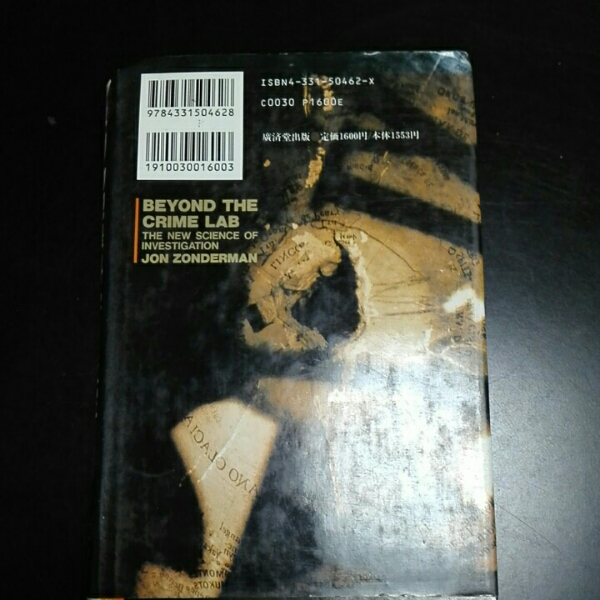 ISBN4-331-50462-X
C0030 P1600E
9784331504628
廣済堂出版 定価1600円 本体1553円
1910030016003
BEYOND THE
CRIME LAB
THE NEW SCIENCE OF
INVESTIGATION
JON ZONDERMAN